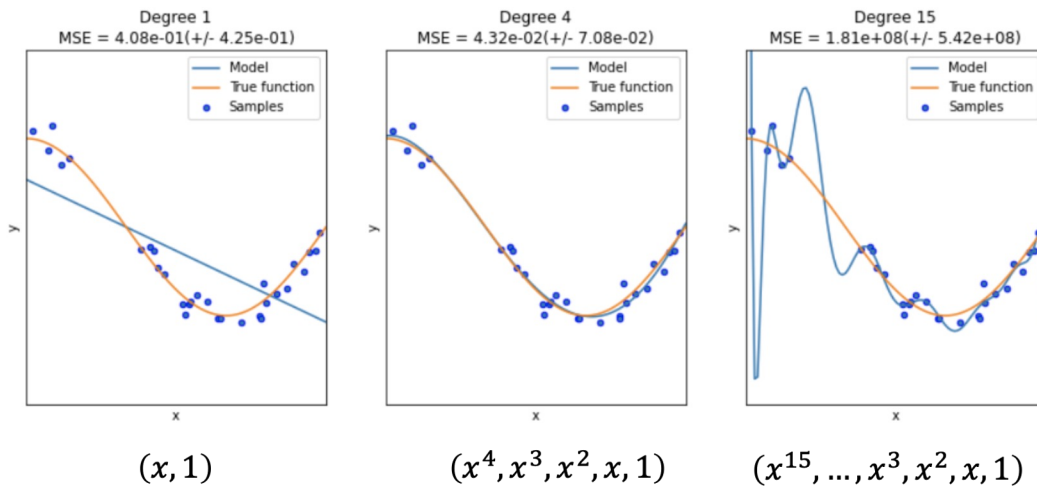 Degree 1
MSE = 4.08e-01(+/- 4.25e-01)
Model
True function
Samples
y
x
(x, 1)
Degree 4
MSE = 4.32e-02(+/- 7.08e-02)
Model
True function
Samples
y
x
(x⁴, x³, x², x, 1)
Degree 15
MSE = 1.81e+08(+/- 5.42e+08)
Model
True function
Samples
y
x
(x¹⁵, ..., x³, x², x, 1)